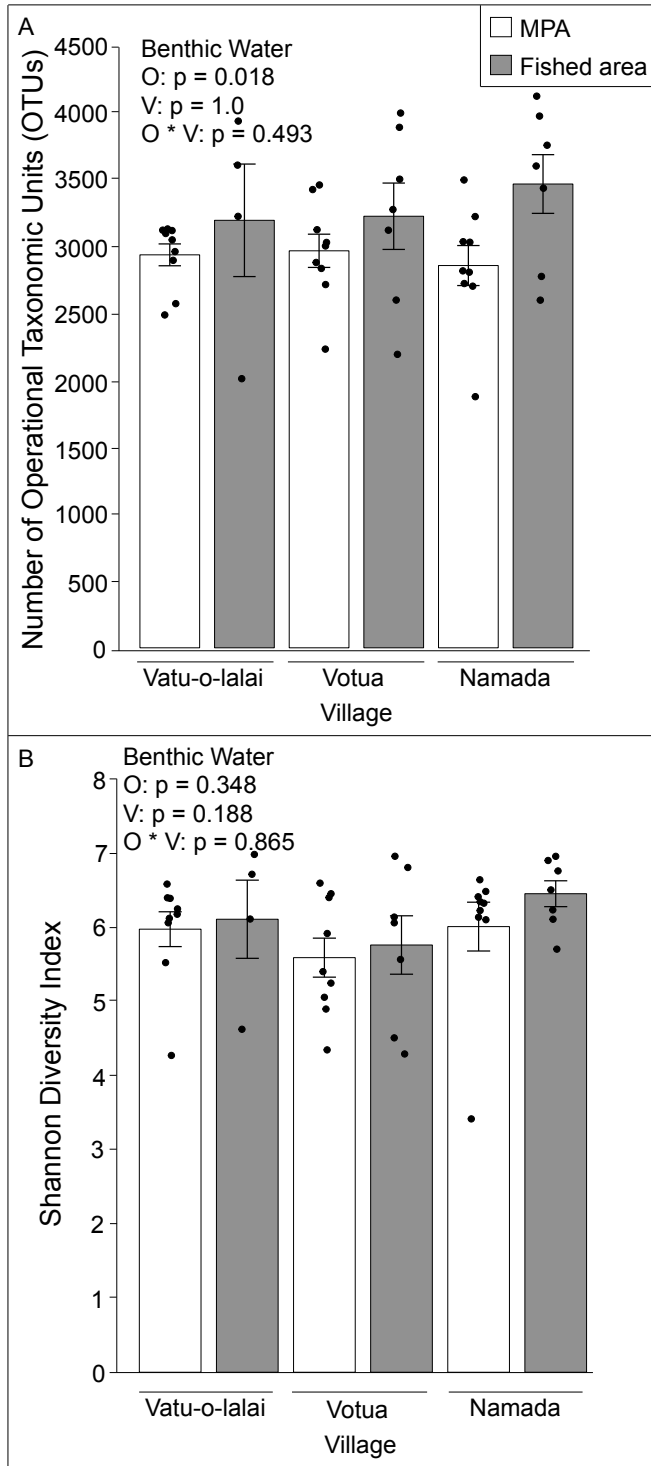 A
Benthic Water
O: p = 0.018
V: p = 1.0
O * V: p = 0.493
MPA
Fished area
Number of Operational Taxonomic Units (OTUs)
4500
4000
3500
3000
2500
2000
1500
1000
500
0
Vatu-o-lalai
Votua
Namada
Village
B
Benthic Water
O: p = 0.348
V: p = 0.188
O * V: p = 0.865
Shannon Diversity Index
8
7
6
5
4
3
2
1
0
Vatu-o-lalai
Votua
Namada
Village